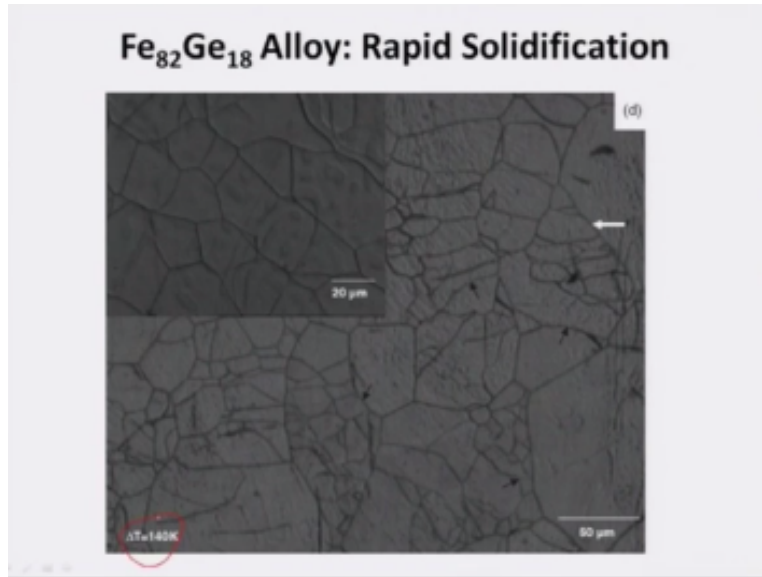 Fe₈₂Ge₁₈ Alloy: Rapid Solidification
(d)
20 µm
ΔT=140K
50 µm